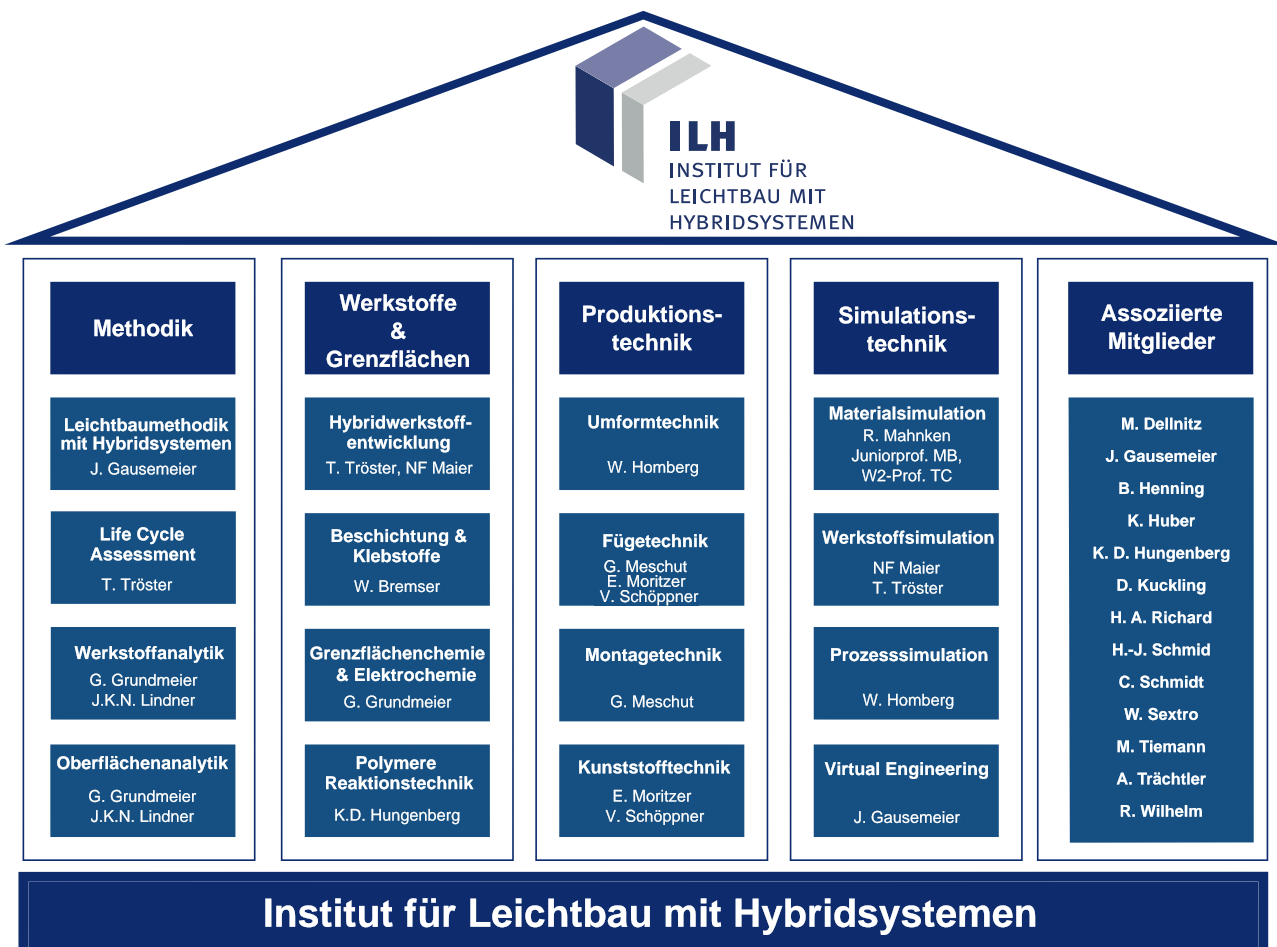 ILH
INSTITUT FÜR
LEICHTBAU MIT
HYBRIDSYSTEMEN
Methodik
Leichtbaumethodik
mit Hybridsystemen
J. Gausemeier
Life Cycle
Assessment
T. Tröster
Werkstoffanalytik
G. Grundmeier
J.K.N. Lindner
Oberflächenanalytik
G. Grundmeier
J.K.N. Lindner
Werkstoffe
&
Grenzflächen
Hybridwerkstoff-
entwicklung
T. Tröster, NF Maier
Beschichtung &
Klebstoffe
W. Bremser
Grenzflächenchemie
& Elektrochemie
G. Grundmeier
Polymere
Reaktionstechnik
K.D. Hungenberg
Produktions-
technik
Umformtechnik
W. Homberg
Fügetechnik
G. Meschut
E. Moritzer
V. Schöppner
Montagetechnik
G. Meschut
Kunststofftechnik
E. Moritzer
V. Schöppner
Simulations-
technik
Materialsimulation
R. Mahnken
Juniorprof. MB,
W2-Prof. TC
Werkstoffsimulation
NF Maier
T. Tröster
Prozesssimulation
W. Homberg
Virtual Engineering
J. Gausemeier
Assoziierte
Mitglieder
M. Dellnitz
J. Gausemeier
B. Henning
K. Huber
K. D. Hungenberg
D. Kuckling
H. A. Richard
H.-J. Schmid
C. Schmidt
W. Sextro
M. Tiemann
A. Trächtler
R. Wilhelm
Institut für Leichtbau mit Hybridsystemen